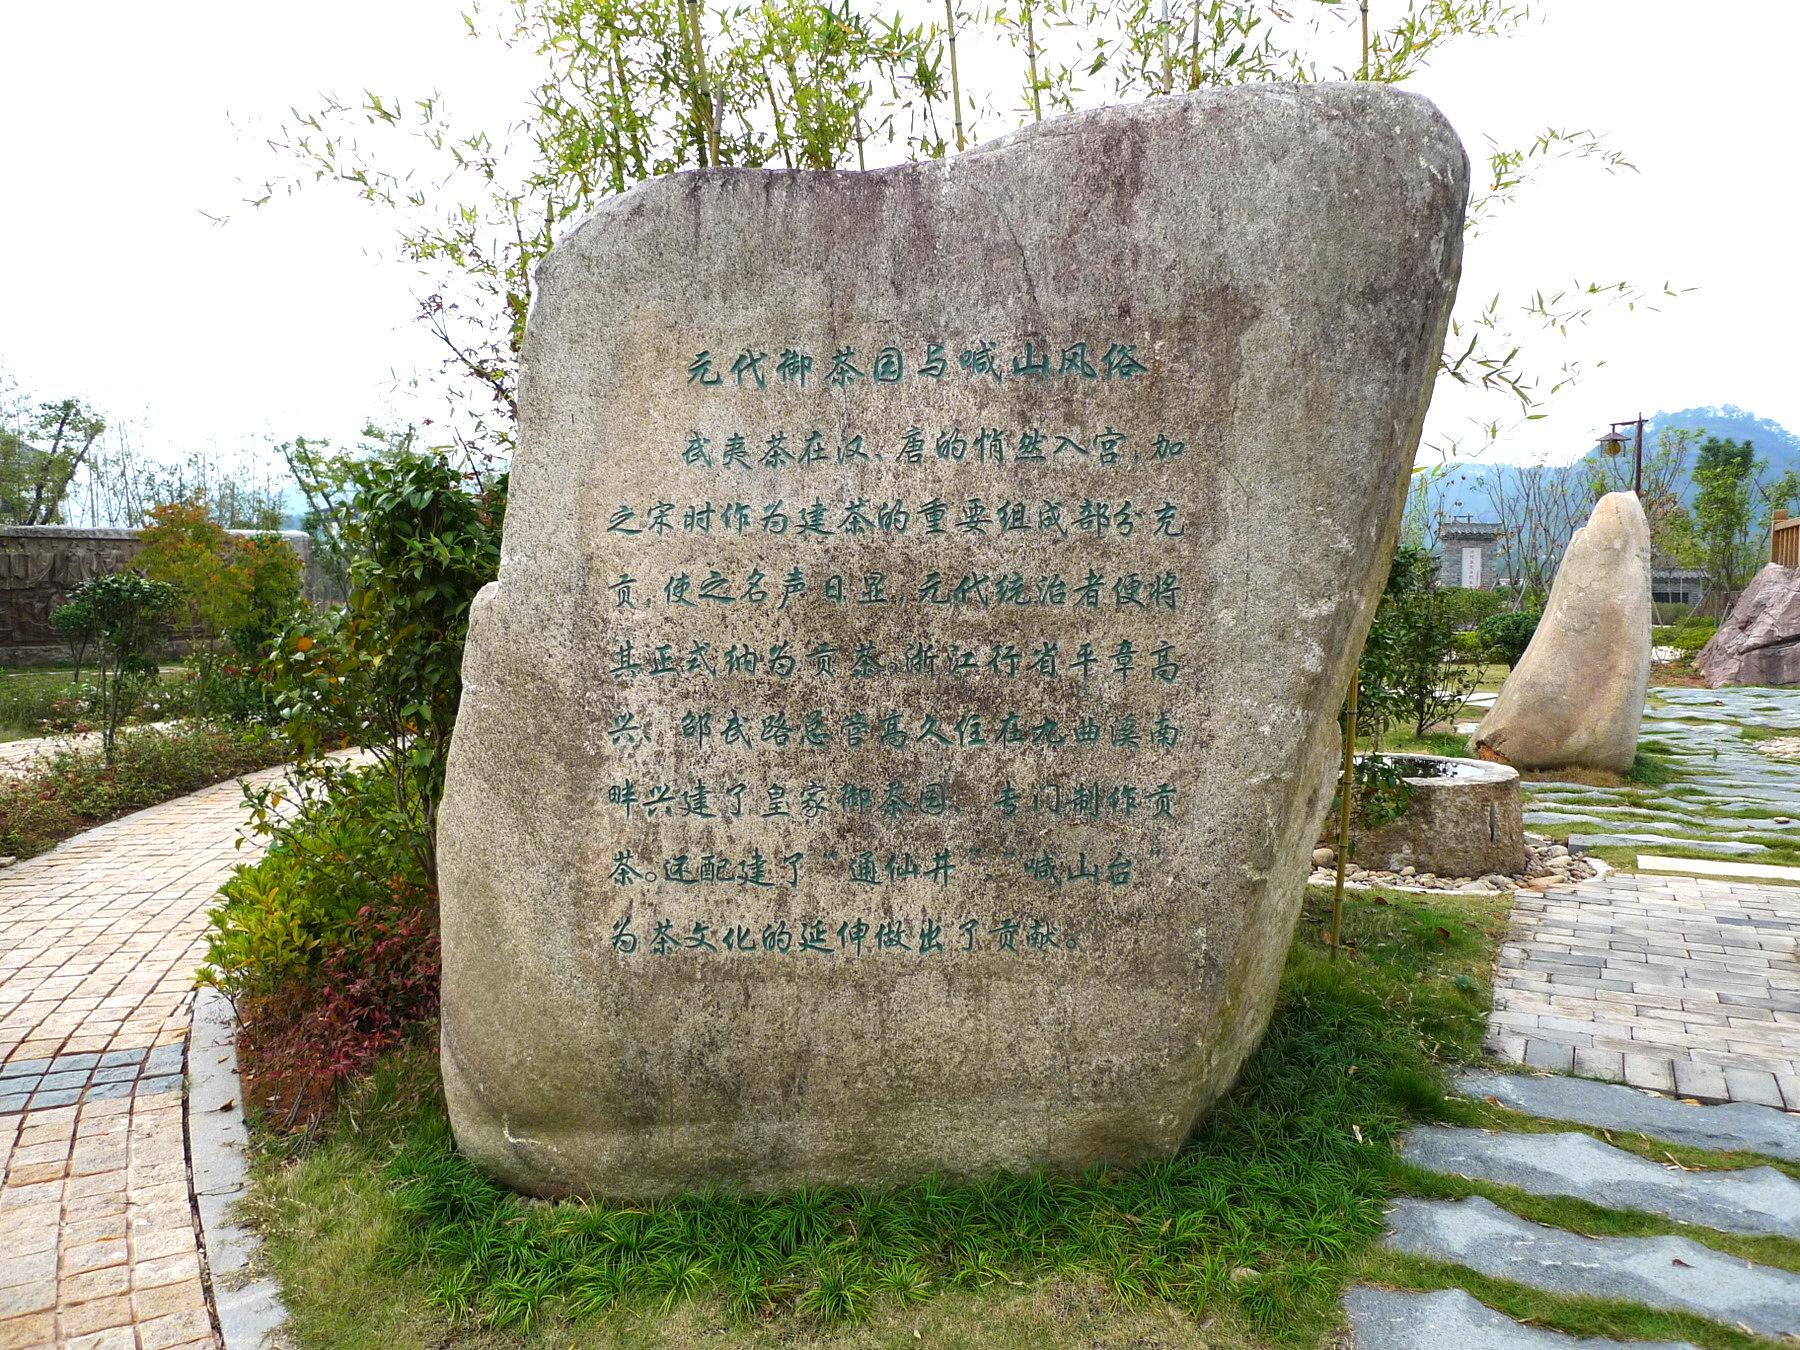 元代御茶园与喊山风俗
武夷茶在汉、唐的悄然入宫，加
之宋时作为建茶的重要组成部分充
贡，使之名声日显，元代统治者便将
其正式纳为贡茶。浙江行省平章高
兴、邵武路总管高久住在九曲溪南
畔兴建了皇家御茶园，专门制作贡
茶。还配建了“通仙井”、“喊山台”
为茶文化的延伸做出了贡献。